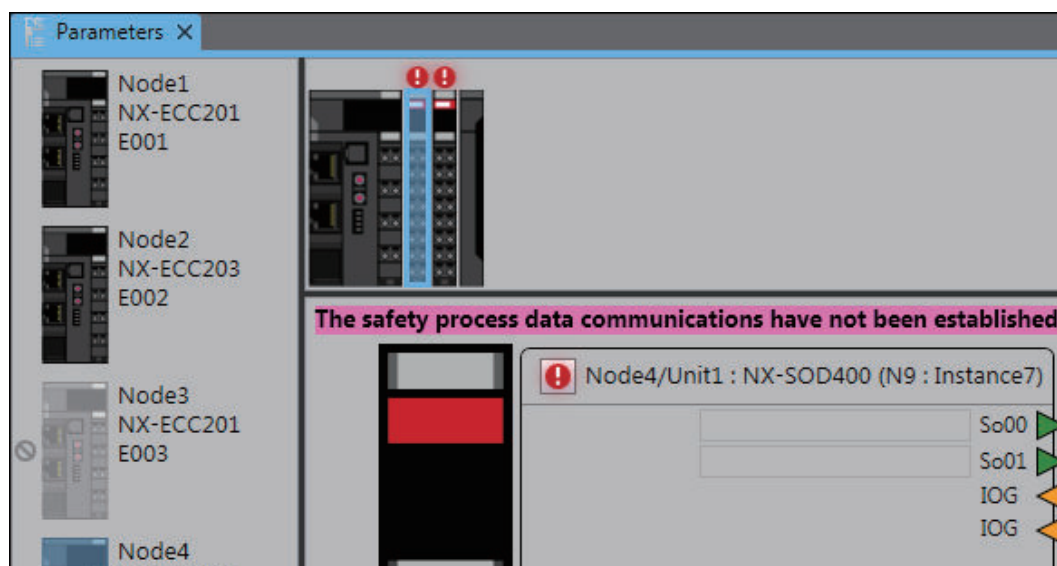 Parameters
Node1
NX-ECC201
E001
Node2
NX-ECC203
E002
Node3
NX-ECC201
E003
Node4
The safety process data communications have not been established
Node4/Unit1 : NX-SOD400 (N9 : Instance7)
So00
So01
IOG
IOG